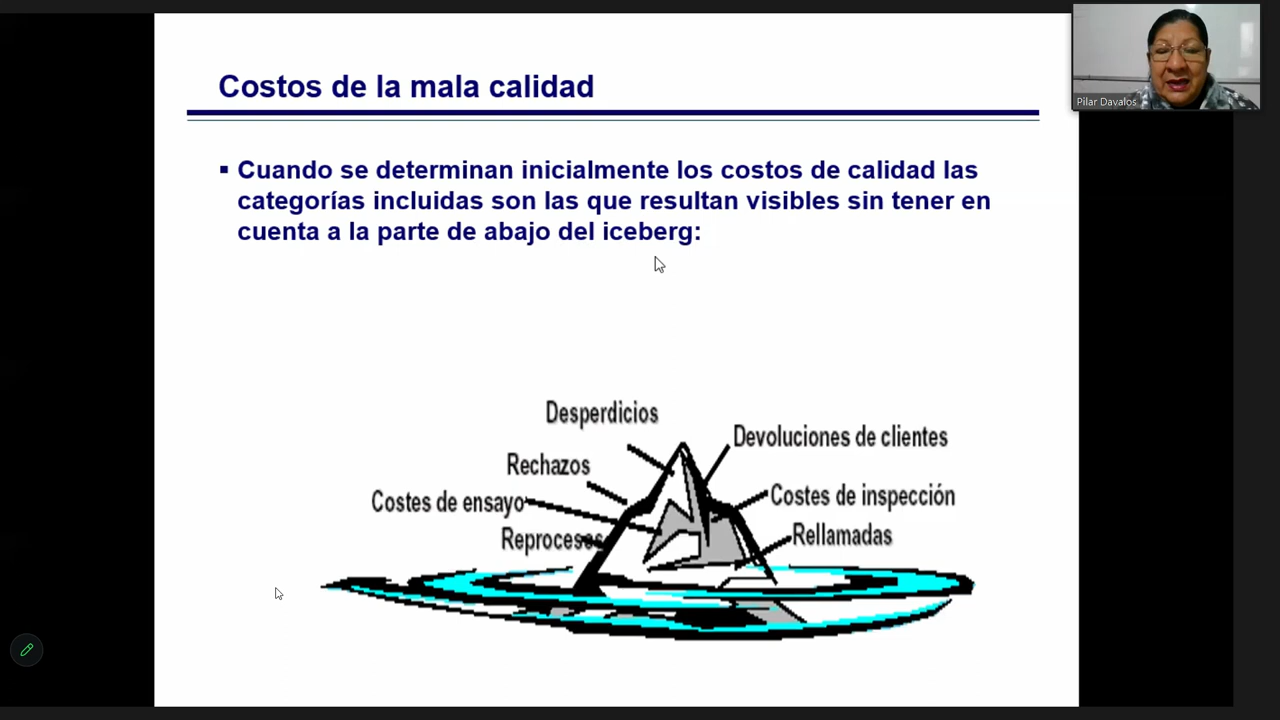 Costos de la mala calidad
▪ Cuando se determinan inicialmente los costos de calidad las
categorías incluidas son las que resultan visibles sin tener en
cuenta a la parte de abajo del iceberg:
Desperdicios
Devoluciones de clientes
Rechazos
Costes de ensayo
Costes de inspección
Reprocesos
Rellamadas
Pilar Davalos